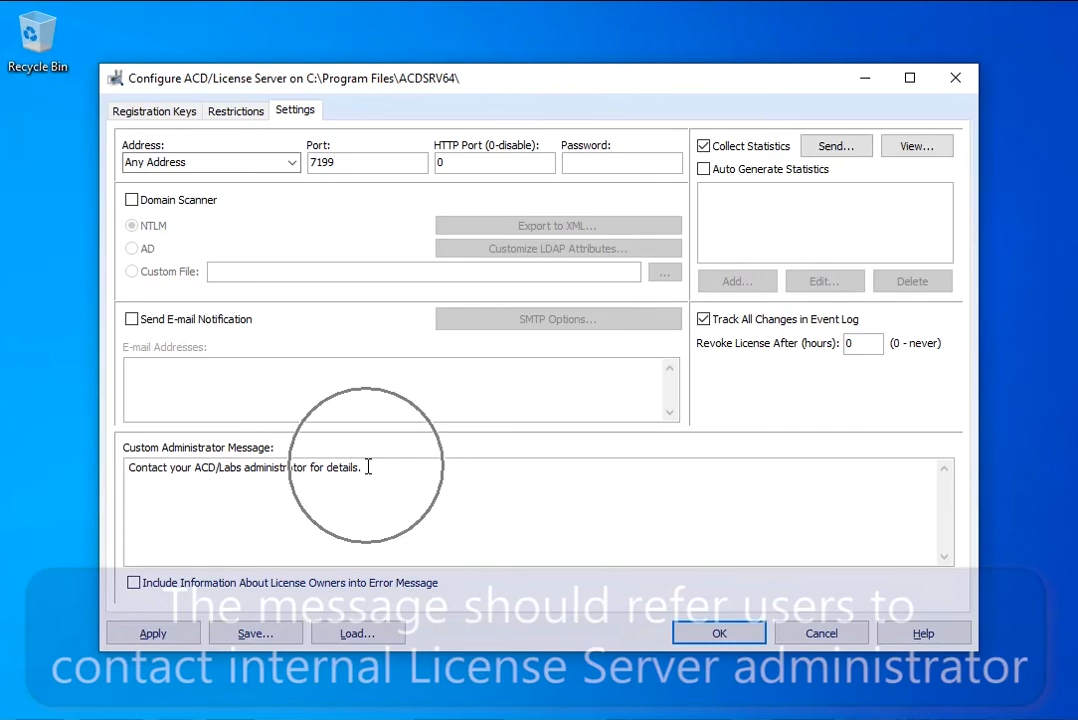 Recycle Bin
Configure ACD/License Server on C:\Program Files\ACDSRV64\
Registration Keys Restrictions Settings
Address: Port: HTTP Port (0-disable): Password:
Any Address 7199 0
Collect Statistics Send... View...
Auto Generate Statistics
Domain Scanner
NTLM Export to XML...
AD Customize LDAP Attributes...
Custom File: ...
Add... Edit... Delete
Send E-mail Notification SMTP Options...
E-mail Addresses:
Track All Changes in Event Log
Revoke License After (hours): 0 (0 - never)
Custom Administrator Message:
Contact your ACD/Labs administrator for details.
Include Information About License Owners into Error Message
Apply Save... Load... OK Cancel Help
The message should refer users to
contact internal License Server administrator